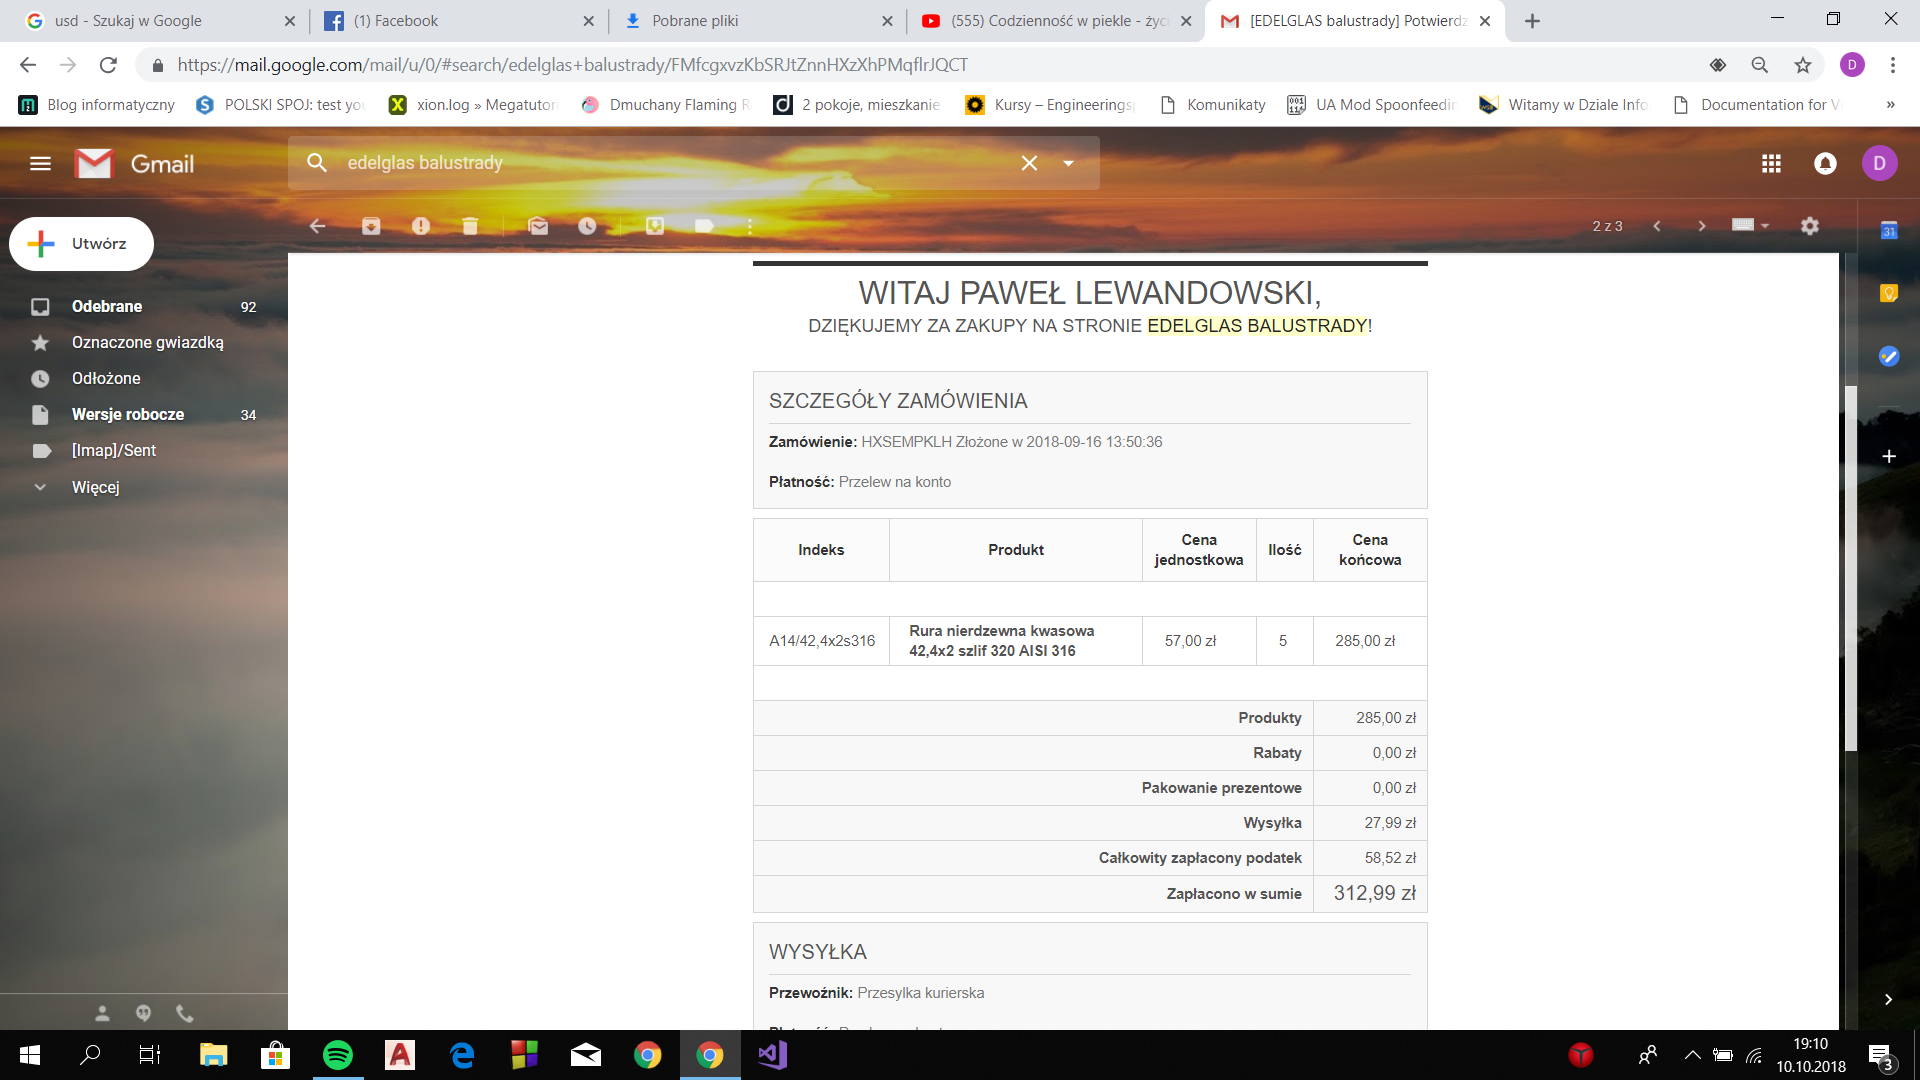 usd - Szukaj w Google
(1) Facebook
Pobrane pliki
(555) Codzienność w piekle - życ
[EDELGLAS balustrady] Potwierdz
https://mail.google.com/mail/u/0/#search/edelglas+balustrady/FMfcgxvzKbSRJtZnnHXzXhPMqflrJQCT
D
Blog informatyczny
POLSKI SPOJ: test you
xion.log » Megatutor
Dmuchany Flaming R
2 pokoje, mieszkanie
Kursy – Engineerings
Komunikaty
UA Mod Spoonfeedin
Witamy w Dziale Info
Documentation for V
»
Gmail
edelglas balustrady
D
Utwórz
2 z 3
31
Odebrane 92
Oznaczone gwiazdką
Odłożone
Wersje robocze 34
[Imap]/Sent
Więcej
WITAJ PAWEŁ LEWANDOWSKI,
DZIĘKUJEMY ZA ZAKUPY NA STRONIE EDELGLAS BALUSTRADY!
SZCZEGÓŁY ZAMÓWIENIA
Zamówienie: HXSEMPKLH Złożone w 2018-09-16 13:50:36
Płatność: Przelew na konto
Indeks Produkt Cena jednostkowa Ilość Cena końcowa
A14/42,4x2s316 Rura nierdzewna kwasowa 42,4x2 szlif 320 AISI 316 57,00 zł 5 285,00 zł
Produkty 285,00 zł
Rabaty 0,00 zł
Pakowanie prezentowe 0,00 zł
Wysyłka 27,99 zł
Całkowity zapłacony podatek 58,52 zł
Zapłacono w sumie 312,99 zł
WYSYŁKA
Przewoźnik: Przesylka kurierska
19:10
10.10.2018
3